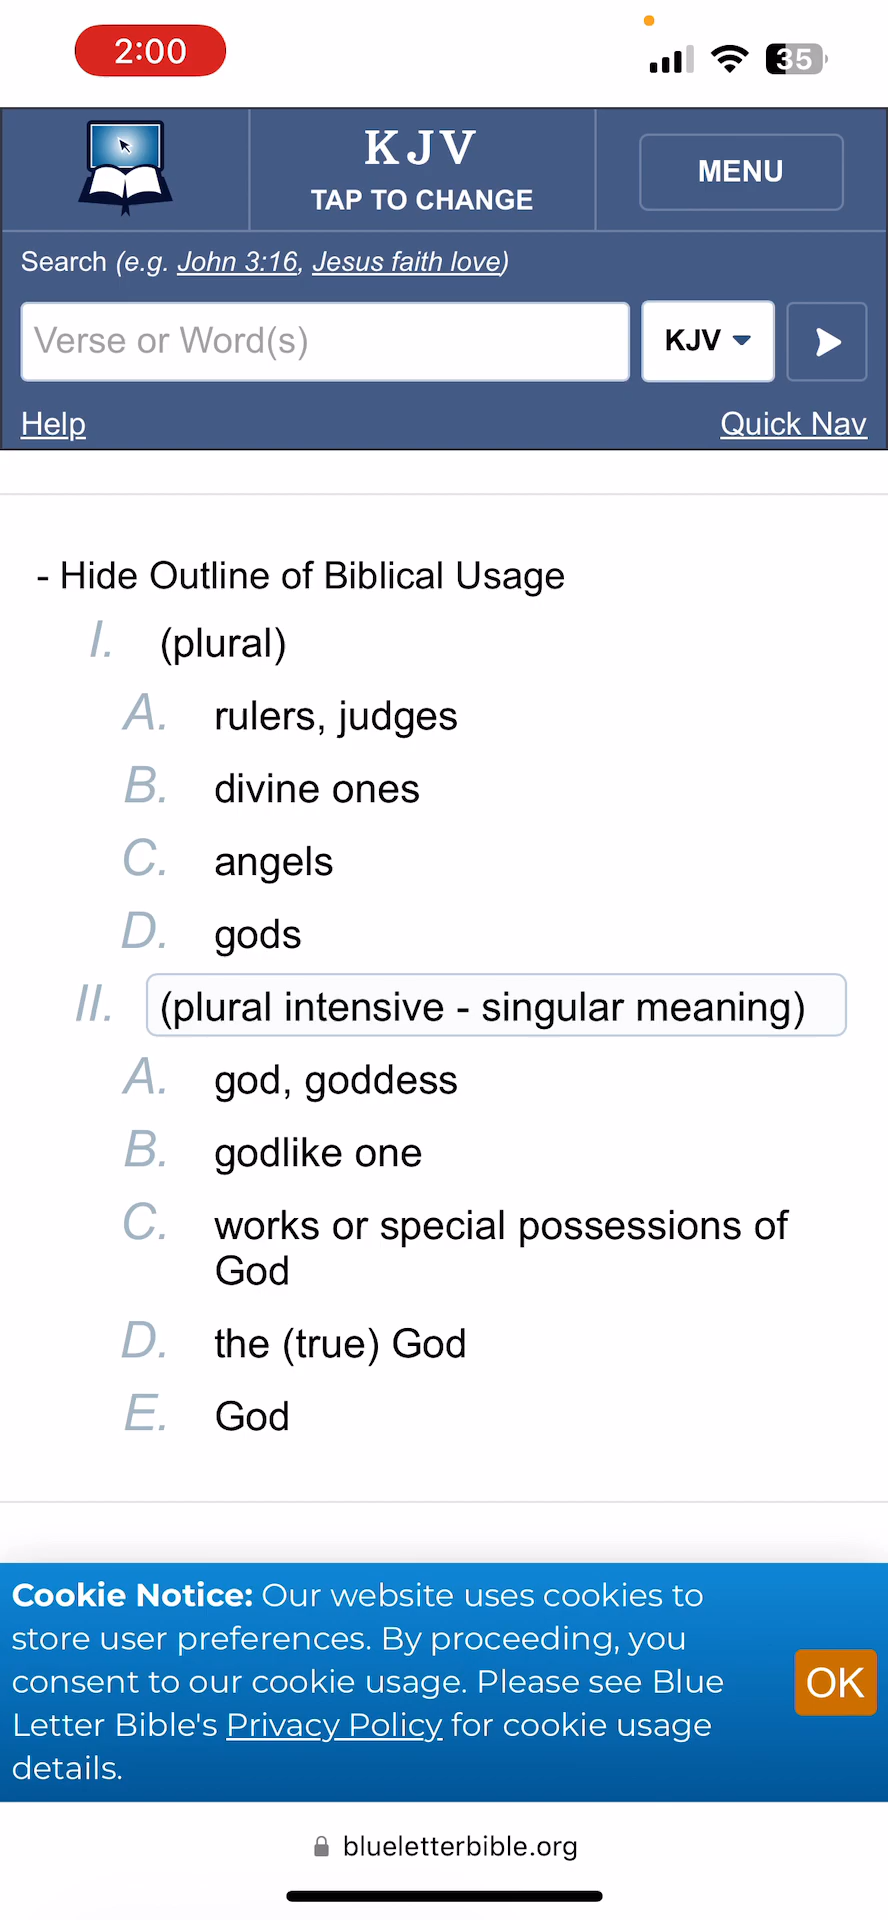 2:00
35
KJV
TAP TO CHANGE
MENU
Search (e.g. John 3:16, Jesus faith love)
Verse or Word(s)
KJV
Help
Quick Nav
- Hide Outline of Biblical Usage
I. (plural)
A. rulers, judges
B. divine ones
C. angels
D. gods
II. (plural intensive - singular meaning)
A. god, goddess
B. godlike one
C. works or special possessions of
God
D. the (true) God
E. God
Cookie Notice: Our website uses cookies to
store user preferences. By proceeding, you
consent to our cookie usage. Please see Blue
Letter Bible's Privacy Policy for cookie usage
details.
OK
blueletterbible.org